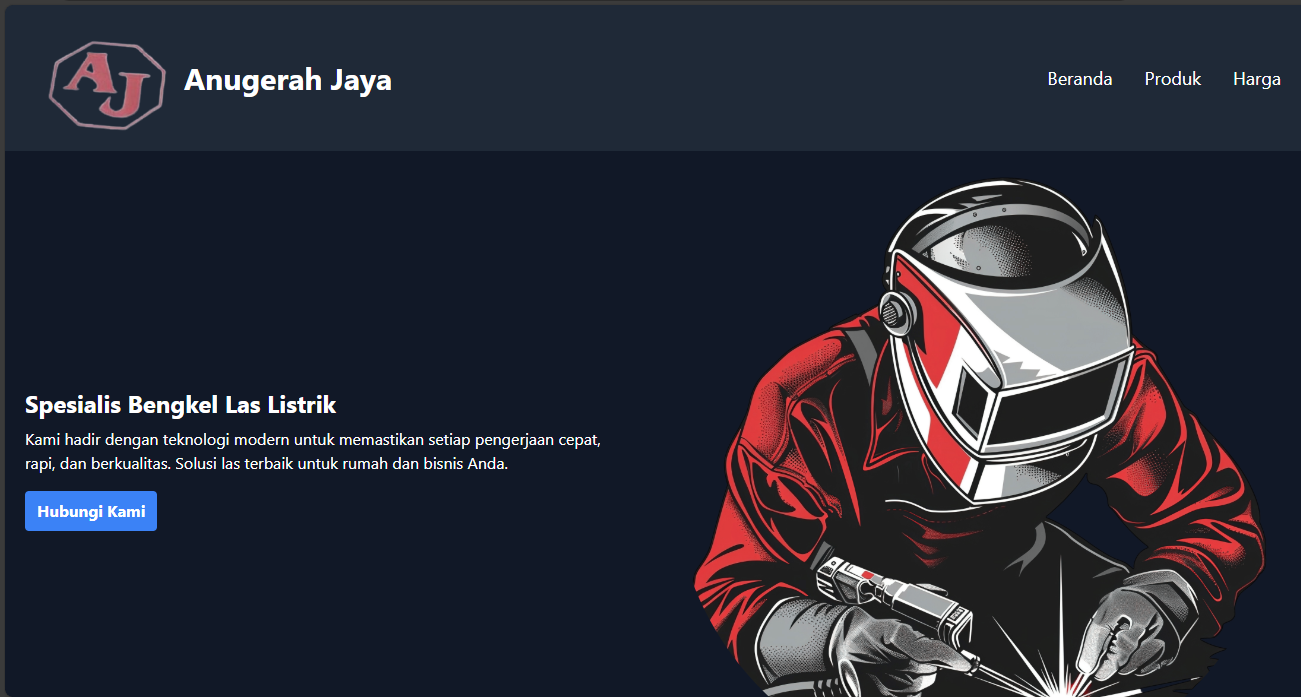 AJ
Anugerah Jaya
Beranda
Produk
Harga
Spesialis Bengkel Las Listrik
Kami hadir dengan teknologi modern untuk memastikan setiap pengerjaan cepat,
rapi, dan berkualitas. Solusi las terbaik untuk rumah dan bisnis Anda.
Hubungi Kami